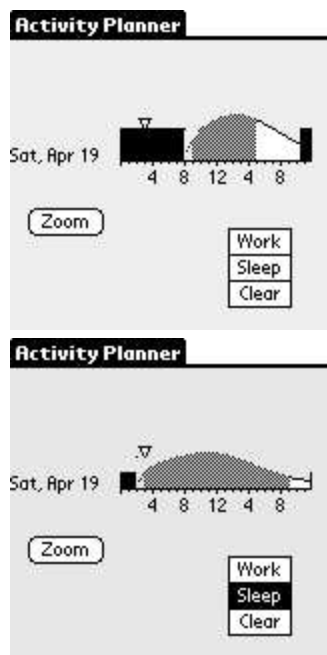 Activity Planner
Sat, Apr 19
4 8 12 4 8
Zoom
Work
Sleep
Clear
Activity Planner
Sat, Apr 19
4 8 12 4 8
Zoom
Work
Sleep
Clear